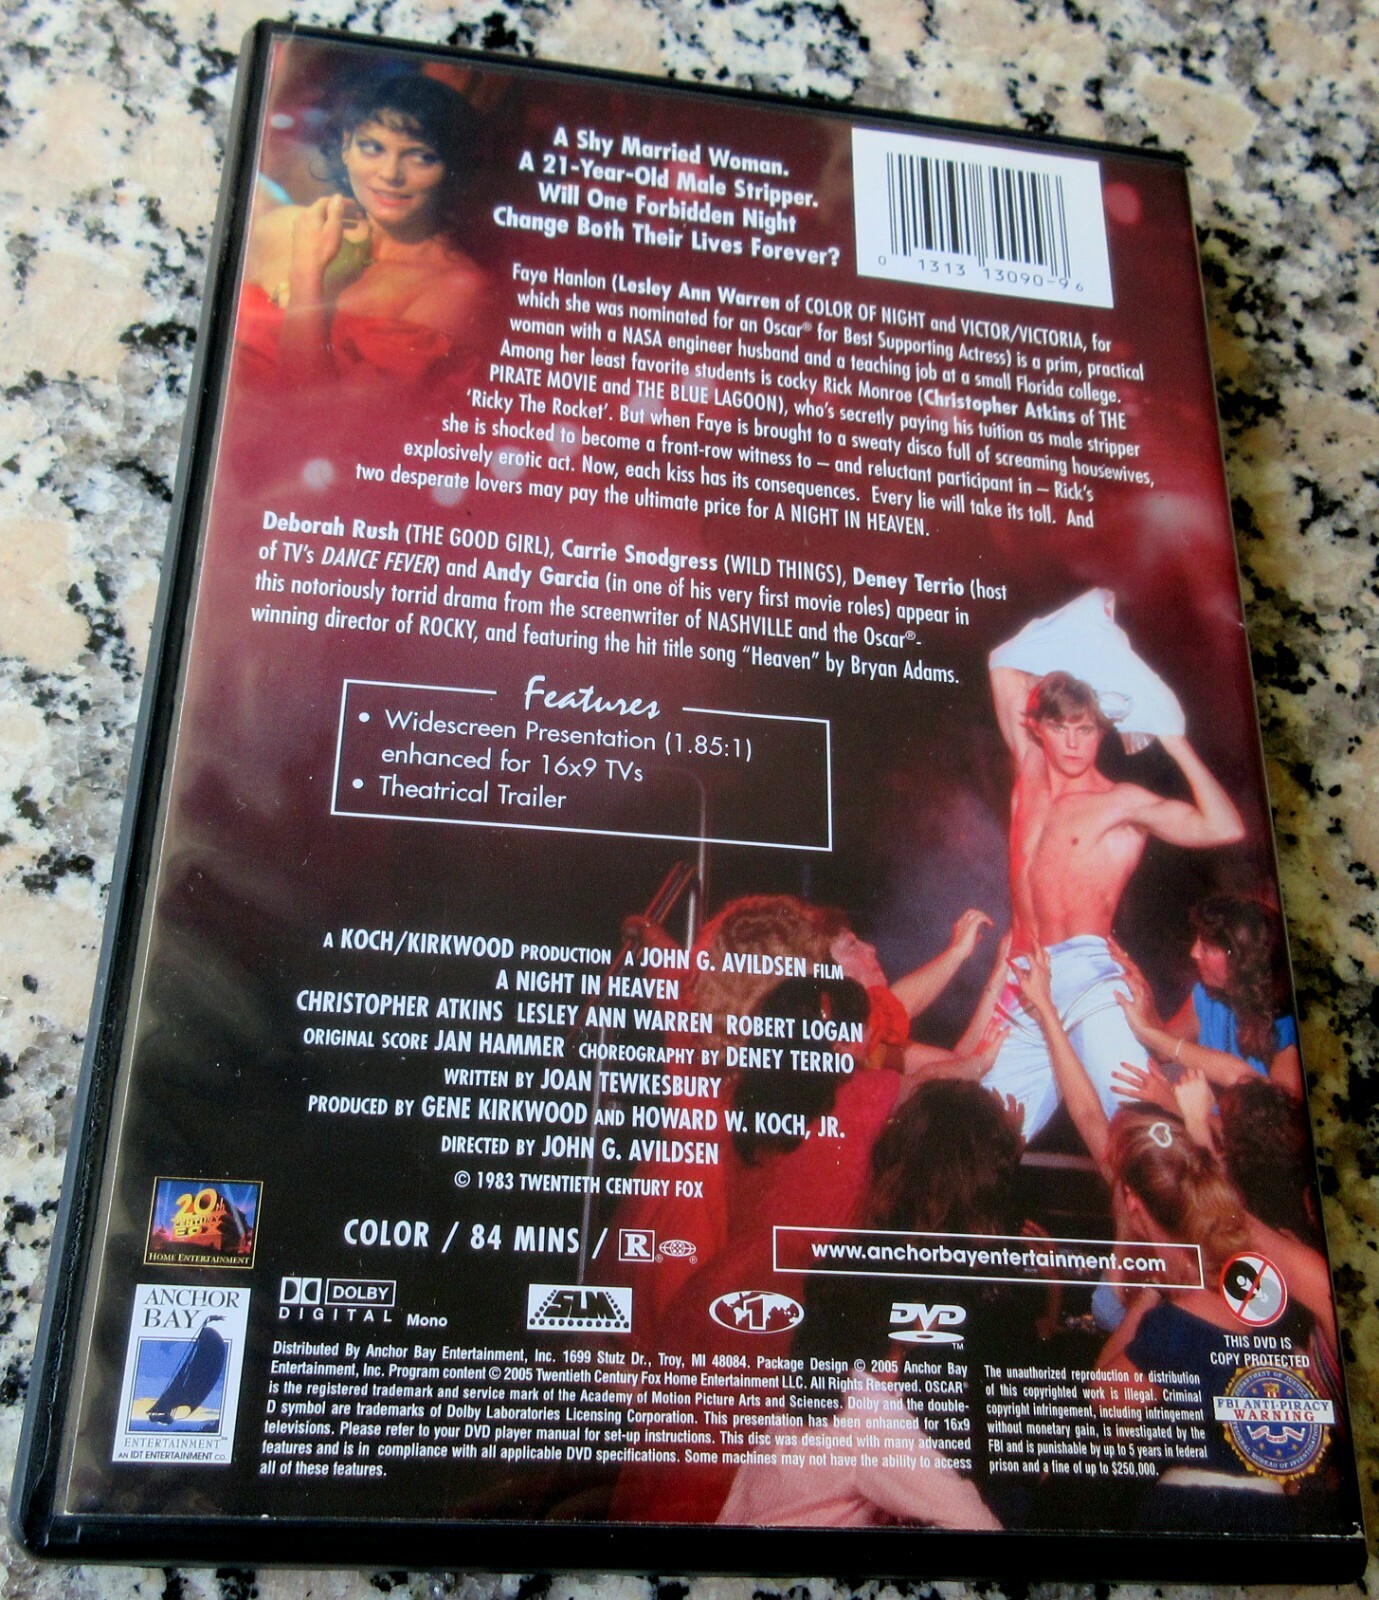 A Shy Married Woman.
A 21-Year-Old Male Stripper.
Will One Forbidden Night
Change Both Their Lives Forever?
0 1313 13090-9 6
Faye Hanlon (Lesley Ann Warren of COLOR OF NIGHT and VICTOR/VICTORIA, for
which she was nominated for an Oscar® for Best Supporting Actress) is a prim, practical
woman with a NASA engineer husband and a teaching job at a small Florida college.
Among her least favorite students is cocky Rick Monroe (Christopher Atkins of THE
PIRATE MOVIE and THE BLUE LAGOON), who's secretly paying his tuition as male stripper
'Ricky The Rocket'. But when Faye is brought to a sweaty disco full of screaming housewives,
she is shocked to become a front-row witness to – and reluctant participant in – Rick's
explosively erotic act. Now, each kiss has its consequences. Every lie will take its toll. And
two desperate lovers may pay the ultimate price for A NIGHT IN HEAVEN.
Deborah Rush (THE GOOD GIRL), Carrie Snodgress (WILD THINGS), Deney Terrio (host
of TV's DANCE FEVER) and Andy Garcia (in one of his very first movie roles) appear in
this notoriously torrid drama from the screenwriter of NASHVILLE and the Oscar®-
winning director of ROCKY, and featuring the hit title song "Heaven" by Bryan Adams.
Features
• Widescreen Presentation (1.85:1)
enhanced for 16x9 TVs
• Theatrical Trailer
A KOCH/KIRKWOOD PRODUCTION A JOHN G. AVILDSEN FILM
A NIGHT IN HEAVEN
CHRISTOPHER ATKINS LESLEY ANN WARREN ROBERT LOGAN
ORIGINAL SCORE JAN HAMMER CHOREOGRAPHY BY DENEY TERRIO
WRITTEN BY JOAN TEWKESBURY
PRODUCED BY GENE KIRKWOOD AND HOWARD W. KOCH, JR.
DIRECTED BY JOHN G. AVILDSEN
© 1983 TWENTIETH CENTURY FOX
COLOR / 84 MINS / R
www.anchorbayentertainment.com
20th
CENTURY
FOX
HOME ENTERTAINMENT
ANCHOR
BAY
ENTERTAINMENT
AN IDT ENTERTAINMENT CO.
DOLBY
DIGITAL Mono
SLM
1
DVD
™
THIS DVD IS
COPY PROTECTED
Distributed By Anchor Bay Entertainment, Inc. 1699 Stutz Dr., Troy, MI 48084. Package Design © 2005 Anchor Bay
Entertainment, Inc. Program content © 2005 Twentieth Century Fox Home Entertainment LLC. All Rights Reserved. OSCAR®
is the registered trademark and service mark of the Academy of Motion Picture Arts and Sciences. Dolby and the double-
D symbol are trademarks of Dolby Laboratories Licensing Corporation. This presentation has been enhanced for 16x9
televisions. Please refer to your DVD player manual for set-up instructions. This disc was designed with many advanced
features and is in compliance with all applicable DVD specifications. Some machines may not have the ability to access
all of these features.
The unauthorized reproduction or distribution
of this copyrighted work is illegal. Criminal
copyright infringement, including infringement
without monetary gain, is investigated by the
FBI and is punishable by up to 5 years in federal
prison and a fine of up to $250,000.
DEPARTMENT OF JUSTICE
FBI ANTI-PIRACY
WARNING
FEDERAL BUREAU OF INVESTIGATION